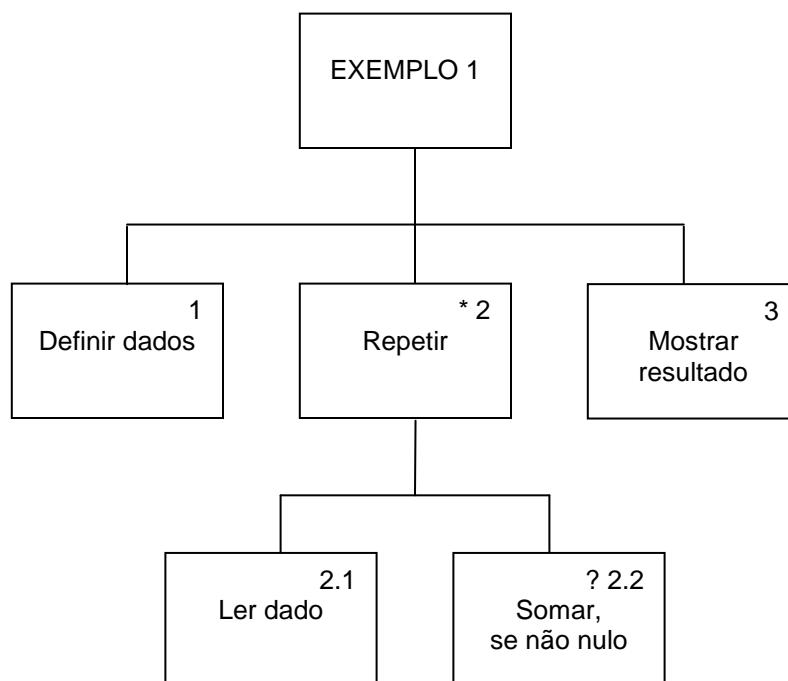 EXEMPLO 1
1
Definir dados
* 2
Repetir
3
Mostrar
resultado
2.1
Ler dado
? 2.2
Somar,
se não nulo